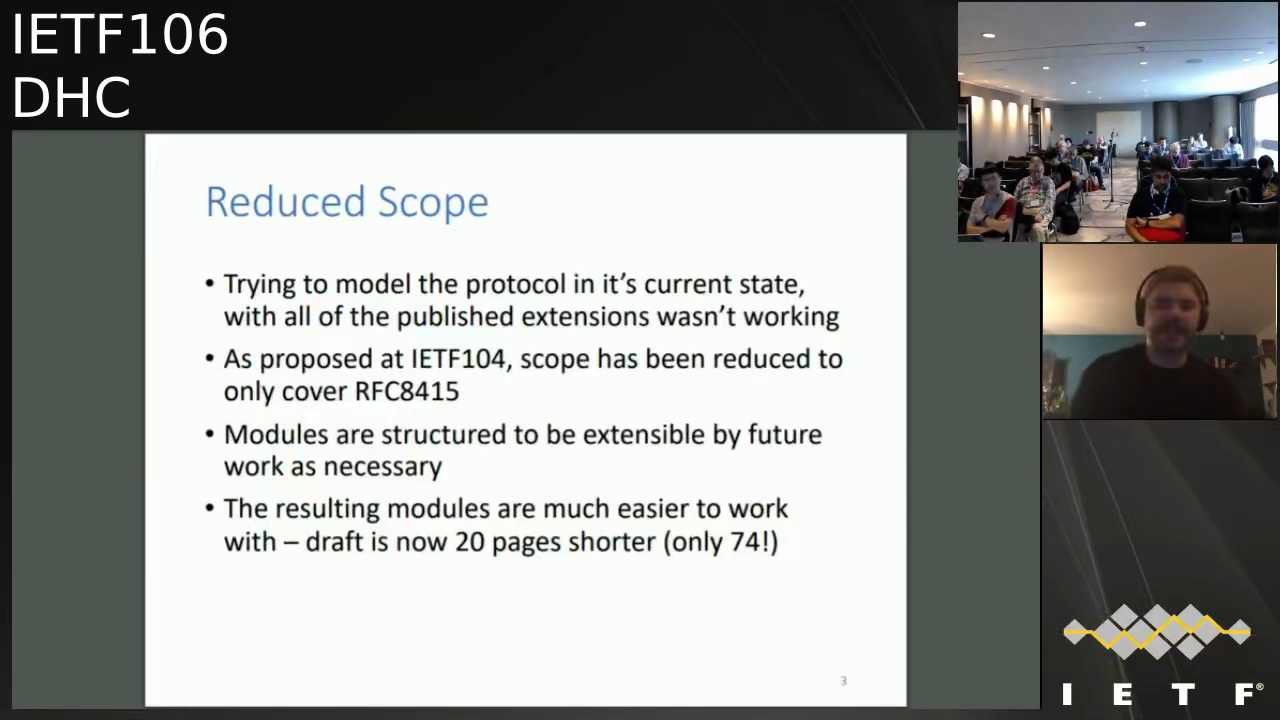 IETF106
DHC
Reduced Scope
• Trying to model the protocol in it’s current state,
with all of the published extensions wasn’t working
• As proposed at IETF104, scope has been reduced to
only cover RFC8415
• Modules are structured to be extensible by future
work as necessary
• The resulting modules are much easier to work
with – draft is now 20 pages shorter (only 74!)
3
I E T F®